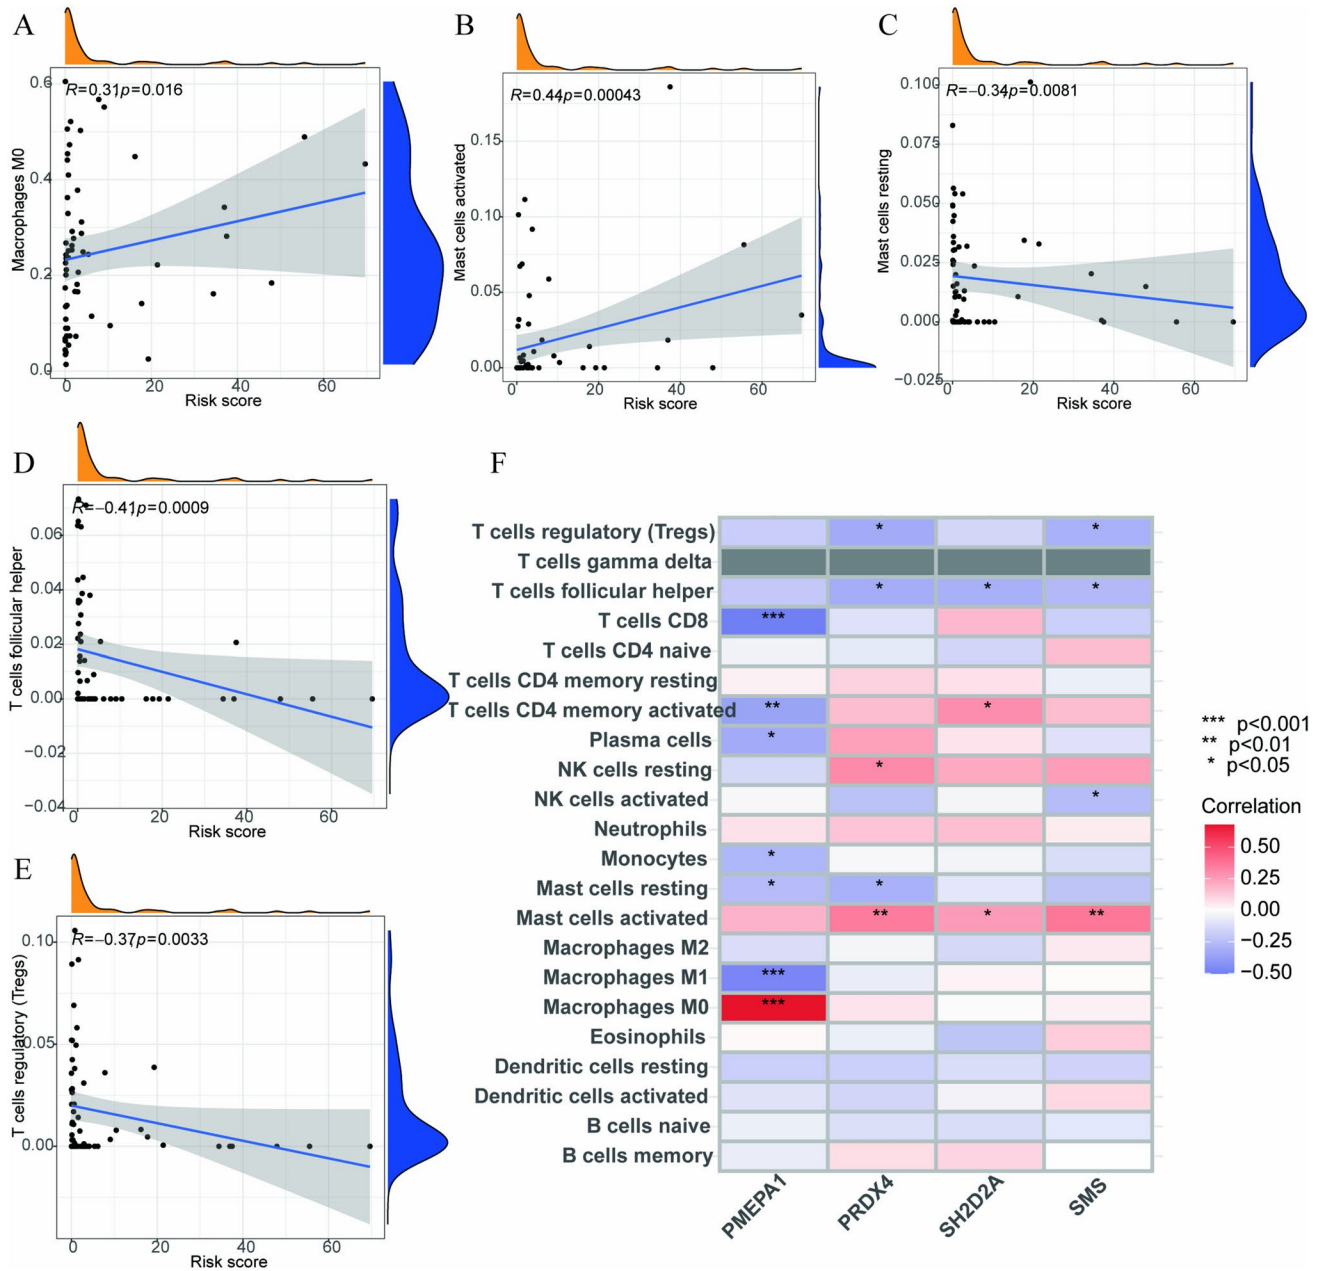 A
R=0.31p=0.016
Macrophages M0
0.6
0.4
0.2
0.0
0
20
40
60
Risk score
B
R=0.44p=0.00043
Mast cells activated
0.15
0.10
0.05
0.00
0
20
40
60
Risk score
C
R=−0.34p=0.0081
Mast cells resting
0.100
0.075
0.050
0.025
0.000
−0.025
0
20
40
60
Risk score
D
R=−0.41p=0.0009
T cells follicular helper
0.06
0.04
0.02
0.00
−0.02
−0.04
0
20
40
60
Risk score
E
R=−0.37p=0.0033
T cells regulatory (Tregs)
0.10
0.05
0.00
0
20
40
60
Risk score
F
T cells regulatory (Tregs) * *
T cells gamma delta
T cells follicular helper * * *
T cells CD8 ***
T cells CD4 naive
T cells CD4 memory resting
T cells CD4 memory activated ** *
Plasma cells *
NK cells resting *
NK cells activated *
Neutrophils
Monocytes *
Mast cells resting * *
Mast cells activated ** * **
Macrophages M2
Macrophages M1 ***
Macrophages M0 ***
Eosinophils
Dendritic cells resting
Dendritic cells activated
B cells naive
B cells memory
PMEPA1
PRDX4
SH2D2A
SMS
*** p<0.001
** p<0.01
* p<0.05
Correlation
0.50
0.25
0.00
−0.25
−0.50